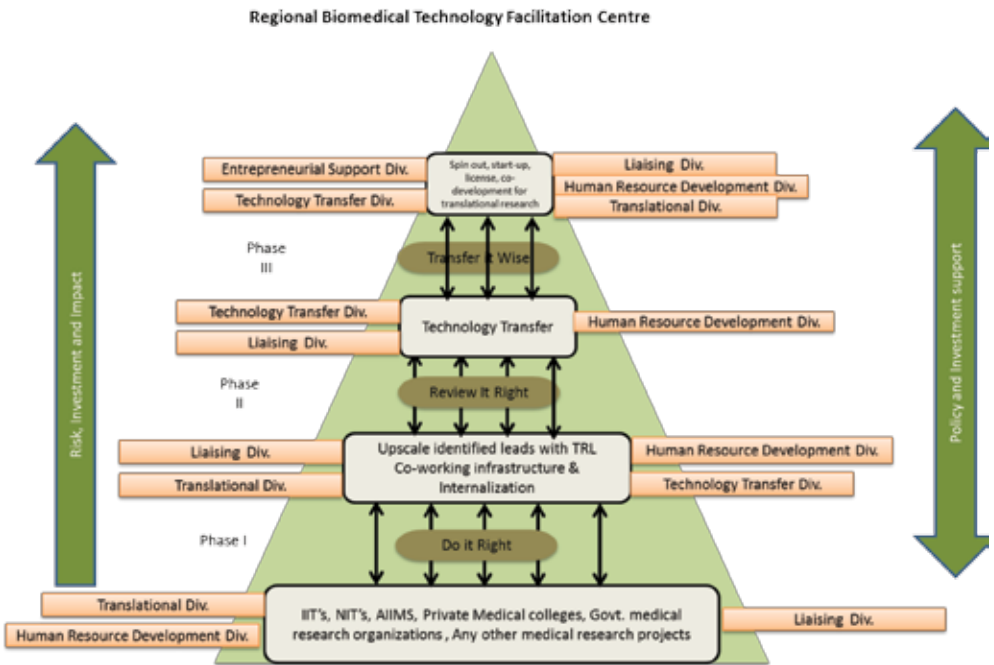 Regional Biomedical Technology Facilitation Centre
Entrepreneurial Support Div.
Technology Transfer Div.
Spin out, start-up,
license, co-
development for
translational research
Liaising Div.
Human Resource Development Div.
Translational Div.
Phase
III
Transfer it Wise
Technology Transfer Div.
Liaising Div.
Technology Transfer
Human Resource Development Div.
Phase
II
Review It Right
Liaising Div.
Translational Div.
Upscale identified leads with TRL
Co-working infrastructure &
Internalization
Human Resource Development Div.
Technology Transfer Div.
Phase I
Do it Right
Translational Div.
Human Resource Development Div.
IIT's, NIT's, AIIMS, Private Medical colleges, Govt. medical
research organizations , Any other medical research projects
Liaising Div.
Risk, Investment and Impact
Policy and Investment support